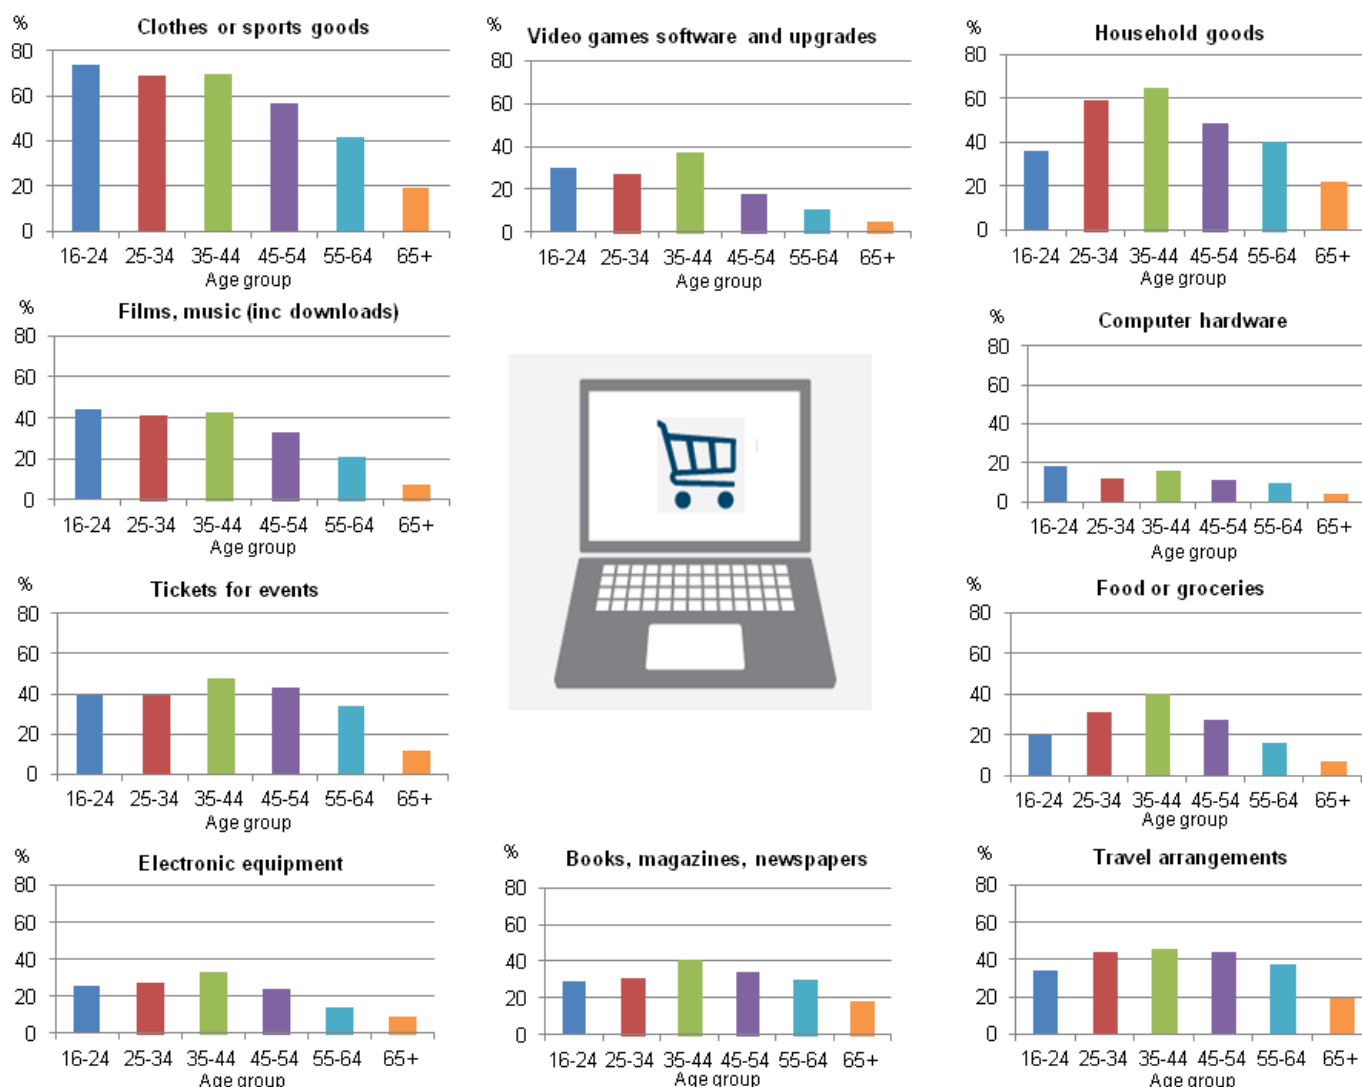 Clothes or sports goods
%
80
60
40
20
0
16-24 25-34 35-44 45-54 55-64 65+
Age group
Video games software and upgrades
%
80
60
40
20
0
16-24 25-34 35-44 45-54 55-64 65+
Age group
Household goods
%
80
60
40
20
0
16-24 25-34 35-44 45-54 55-64 65+
Age group
Films, music (inc downloads)
%
80
60
40
20
0
16-24 25-34 35-44 45-54 55-64 65+
Age group
Computer hardware
%
80
60
40
20
0
16-24 25-34 35-44 45-54 55-64 65+
Age group
Tickets for events
%
80
60
40
20
0
16-24 25-34 35-44 45-54 55-64 65+
Age group
Food or groceries
%
80
60
40
20
0
16-24 25-34 35-44 45-54 55-64 65+
Age group
Electronic equipment
%
80
60
40
20
0
16-24 25-34 35-44 45-54 55-64 65+
Age group
Books, magazines, newspapers
%
80
60
40
20
0
16-24 25-34 35-44 45-54 55-64 65+
Age group
Travel arrangements
%
80
60
40
20
0
16-24 25-34 35-44 45-54 55-64 65+
Age group